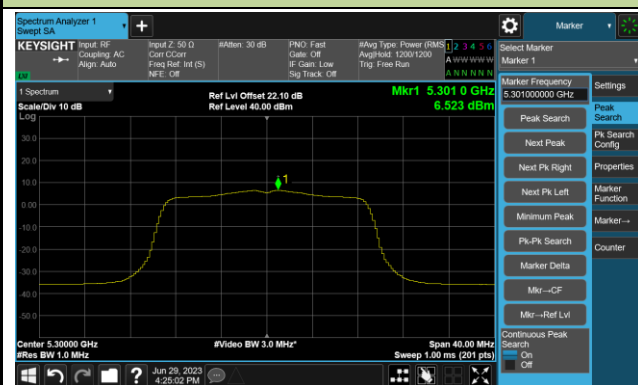 Spectrum Analyzer 1
Swept SA
Marker
KEYSIGHT
Input: RF
Coupling: AC
Align: Auto
Input Z: 50 Ω
Corr CCorr
Freq Ref: Int (S)
NFE: Off
#Atten: 30 dB
PNO: Fast
Gate: Off
IF Gain: Low
Sig Track: Off
#Avg Type: Power (RMS
Avg|Hold: 1200/1200
Trig: Free Run
1 2 3 4 5 6
A W W W W W
A N N N N N
LVI
Select Marker
Marker 1
1 Spectrum
Scale/Div 10 dB
Log
Ref Lvl Offset 22.10 dB
Ref Level 40.00 dBm
Mkr1 5.301 0 GHz
6.523 dBm
30.0
20.0
10.0
0.00
-10.0
-20.0
-30.0
-40.0
-50.0
1
Center 5.30000 GHz
#Res BW 1.0 MHz
#Video BW 3.0 MHz*
Span 40.00 MHz
Sweep 1.00 ms (201 pts)
Marker Frequency
5.301000000 GHz
Peak Search
Next Peak
Next Pk Right
Next Pk Left
Minimum Peak
Pk-Pk Search
Marker Delta
Mkr→CF
Mkr→Ref Lvl
Continuous Peak
Search
On
Off
Settings
Peak
Search
Pk Search
Config
Properties
Marker
Function
Marker→
Counter
Jun 29, 2023
4:25:02 PM